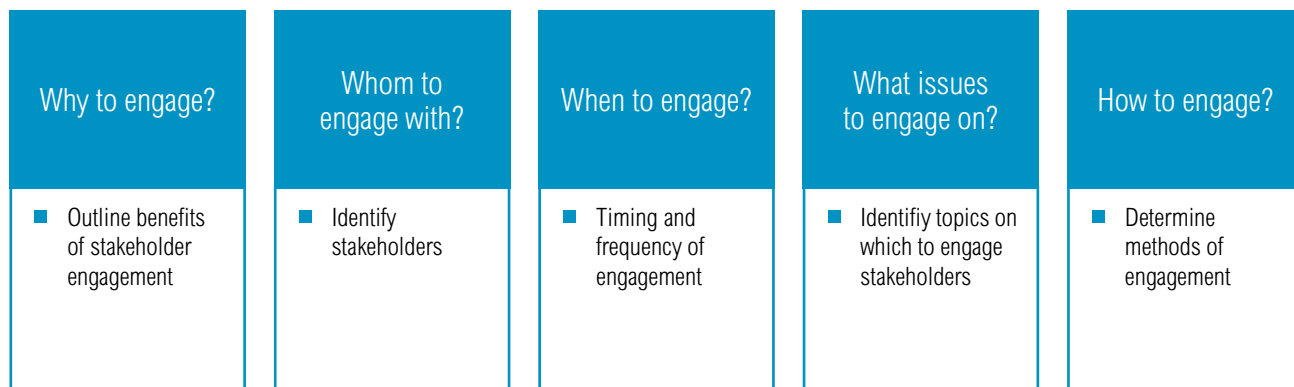 Why to engage?
Whom to
engage with?
When to engage?
What issues
to engage on?
How to engage?
Outline benefits
of stakeholder
engagement
Identify
stakeholders
Timing and
frequency of
engagement
Identifiy topics on
which to engage
stakeholders
Determine
methods of
engagement